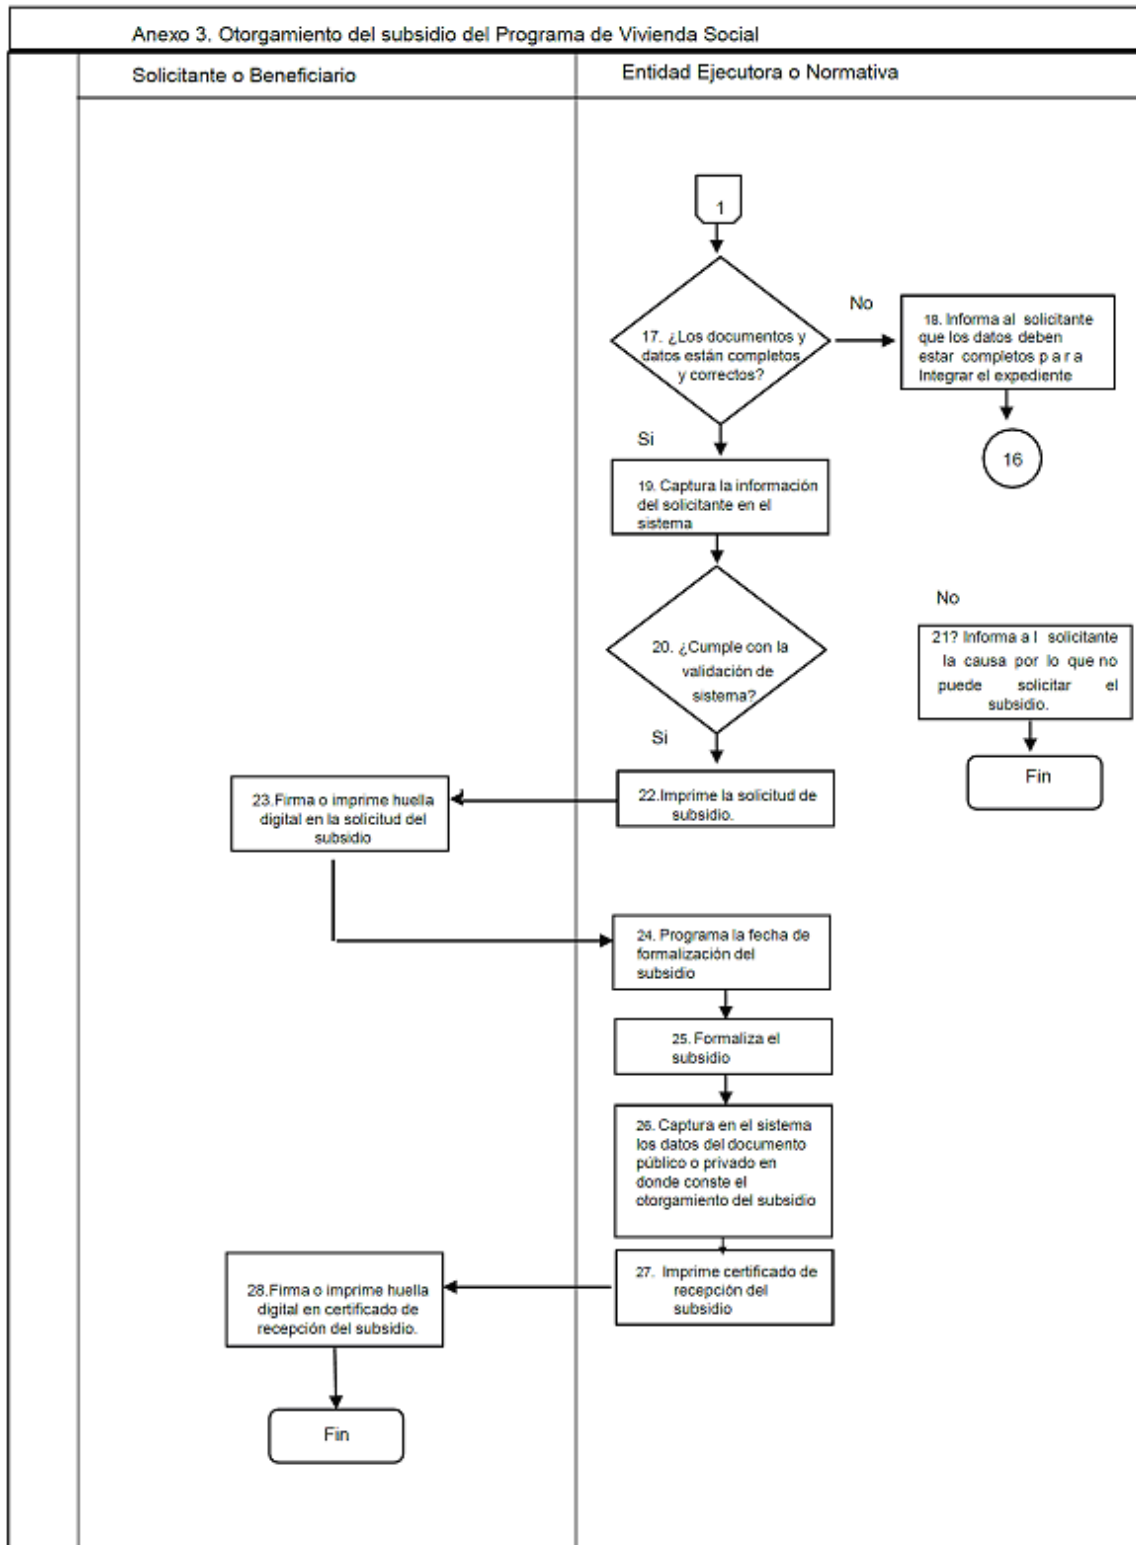 Anexo 3. Otorgamiento del subsidio del Programa de Vivienda Social
Solicitante o Beneficiario
Entidad Ejecutora o Normativa
1
17. ¿Los documentos y
datos están completos
y correctos?
No
18. Informa al solicitante
que los datos deben
estar completos p a r a
Integrar el expediente
16
Si
19. Captura la información
del solicitante en el
sistema
20. ¿Cumple con la
validación de
sistema?
No
21? Informa a l solicitante
la causa por lo que no
puede solicitar el
subsidio.
Fin
Si
22.Imprime la solicitud de
subsidio.
23.Firma o imprime huella
digital en la solicitud del
subsidio
24. Programa la fecha de
formalización del
subsidio
25. Formaliza el
subsidio
26. Captura en el sistema
los datos del documento
público o privado en
donde conste el
otorgamiento del subsidio
27. Imprime certificado de
recepción del
subsidio
28.Firma o imprime huella
digital en certificado de
recepción del subsidio.
Fin